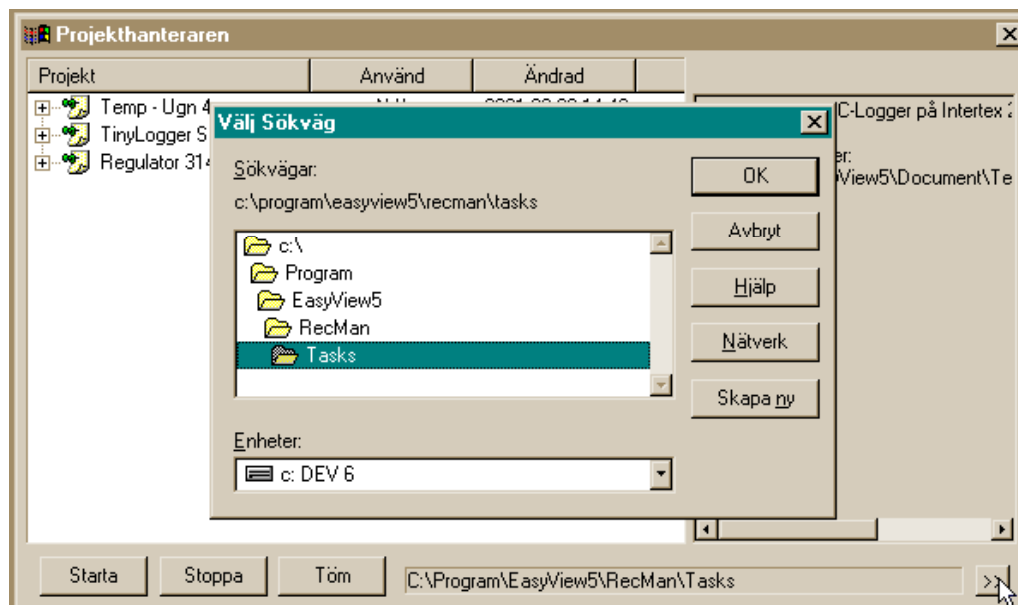 Projekthanteraren
Projekt Använd Ändrad
Temp - Ugn 4
TinyLogger S
Regulator 314
C-Logger på Intertex
er:
View5\Document\Te
Välj Sökväg
Sökvägar:
c:\program\easyview5\recman\tasks
c:\
Program
EasyView5
RecMan
Tasks
Enheter:
c: DEV 6
OK
Avbryt
Hjälp
Nätverk
Skapa ny
Starta Stoppa Töm C:\Program\EasyView5\RecMan\Tasks >>